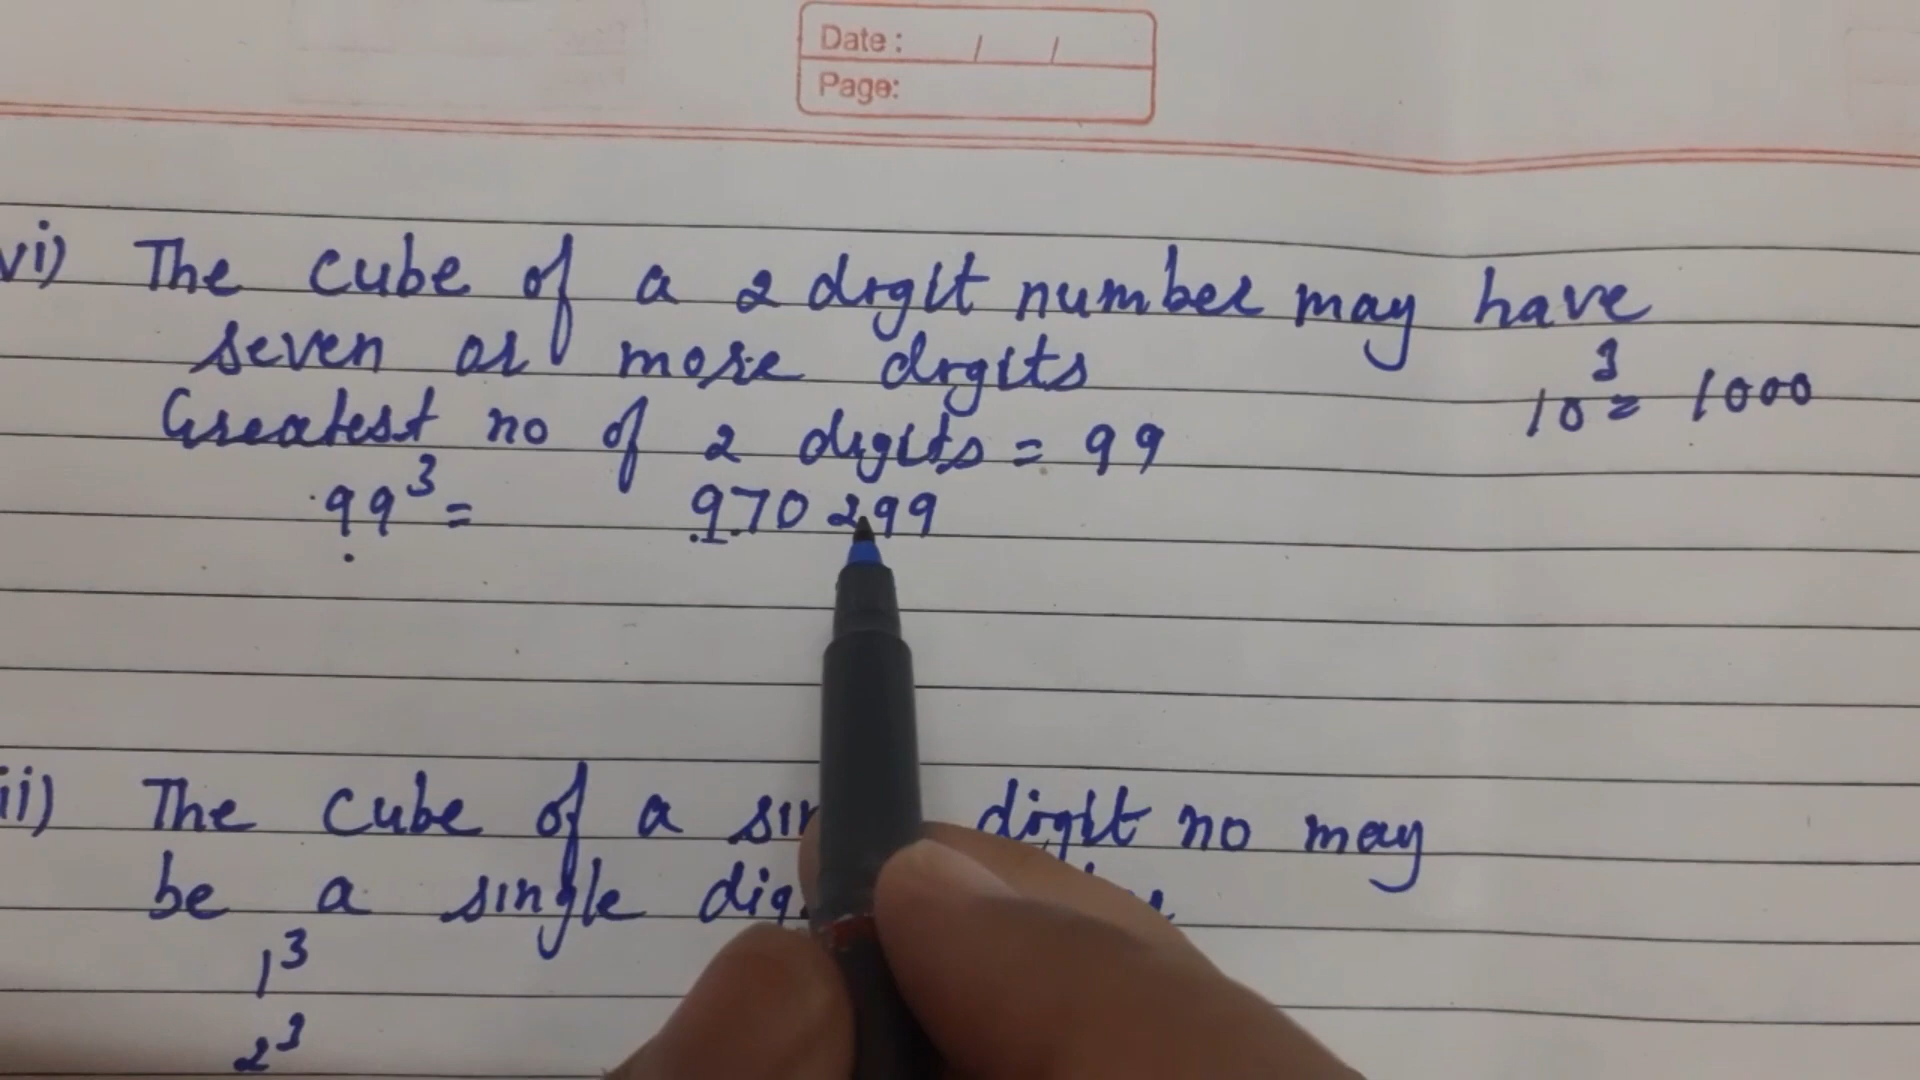 Date: / /
Page:
vi) The cube of a 2 digit number may have
seven or more digits
10³= 1000
Greatest no of 2 digits = 99
99³ = 970299
ii) The cube of a digit no may
be a single
1³
2³